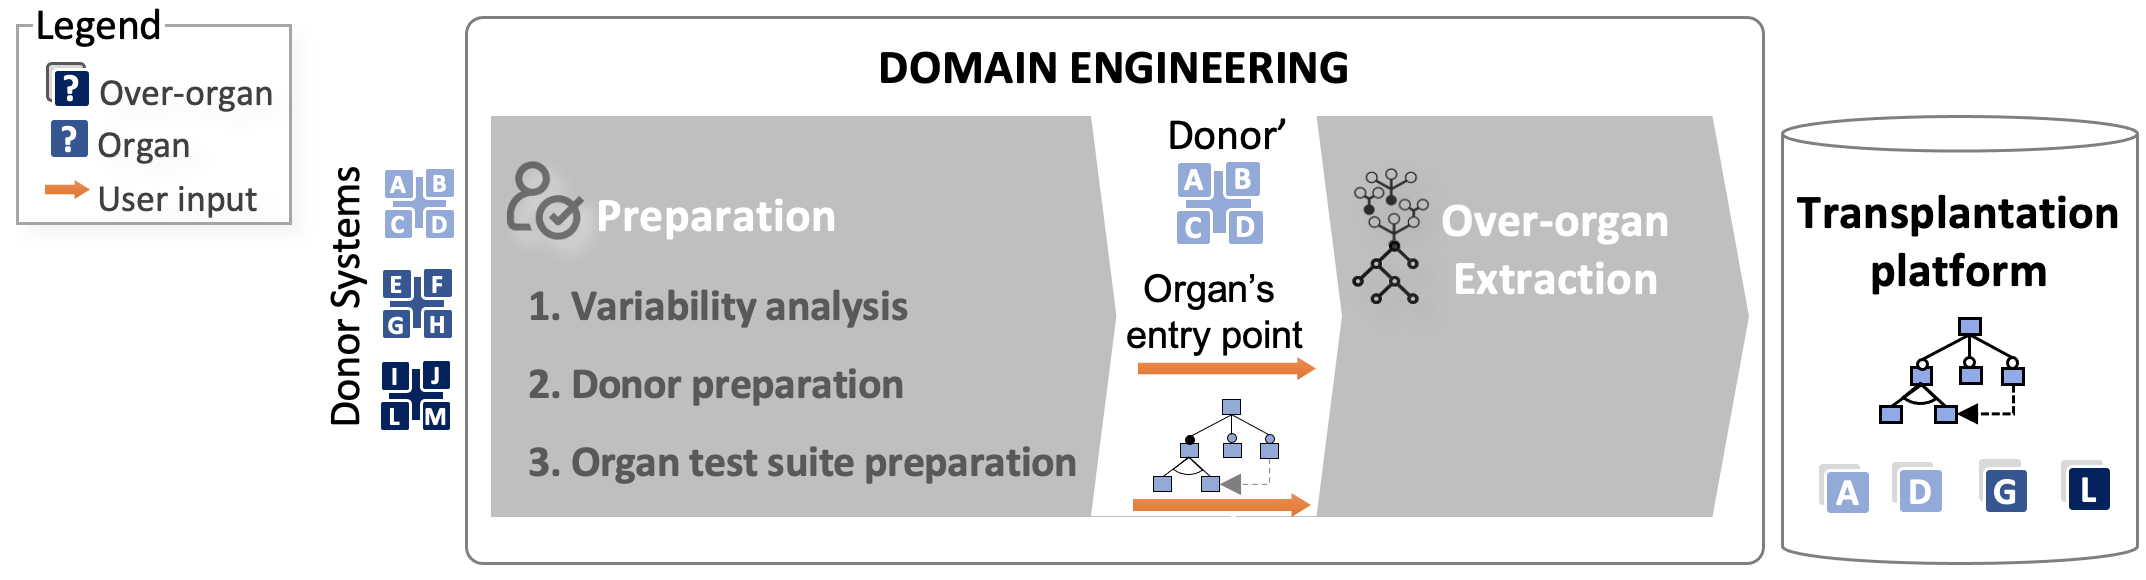 Legend
? Over-organ
? Organ
User input
Donor Systems
A B
C D
E F
G H
I J
L M
DOMAIN ENGINEERING
Preparation
1. Variability analysis
2. Donor preparation
3. Organ test suite preparation
Donor’
A B
C D
Organ’s
entry point
Over-organ
Extraction
Transplantation
platform
A D G L